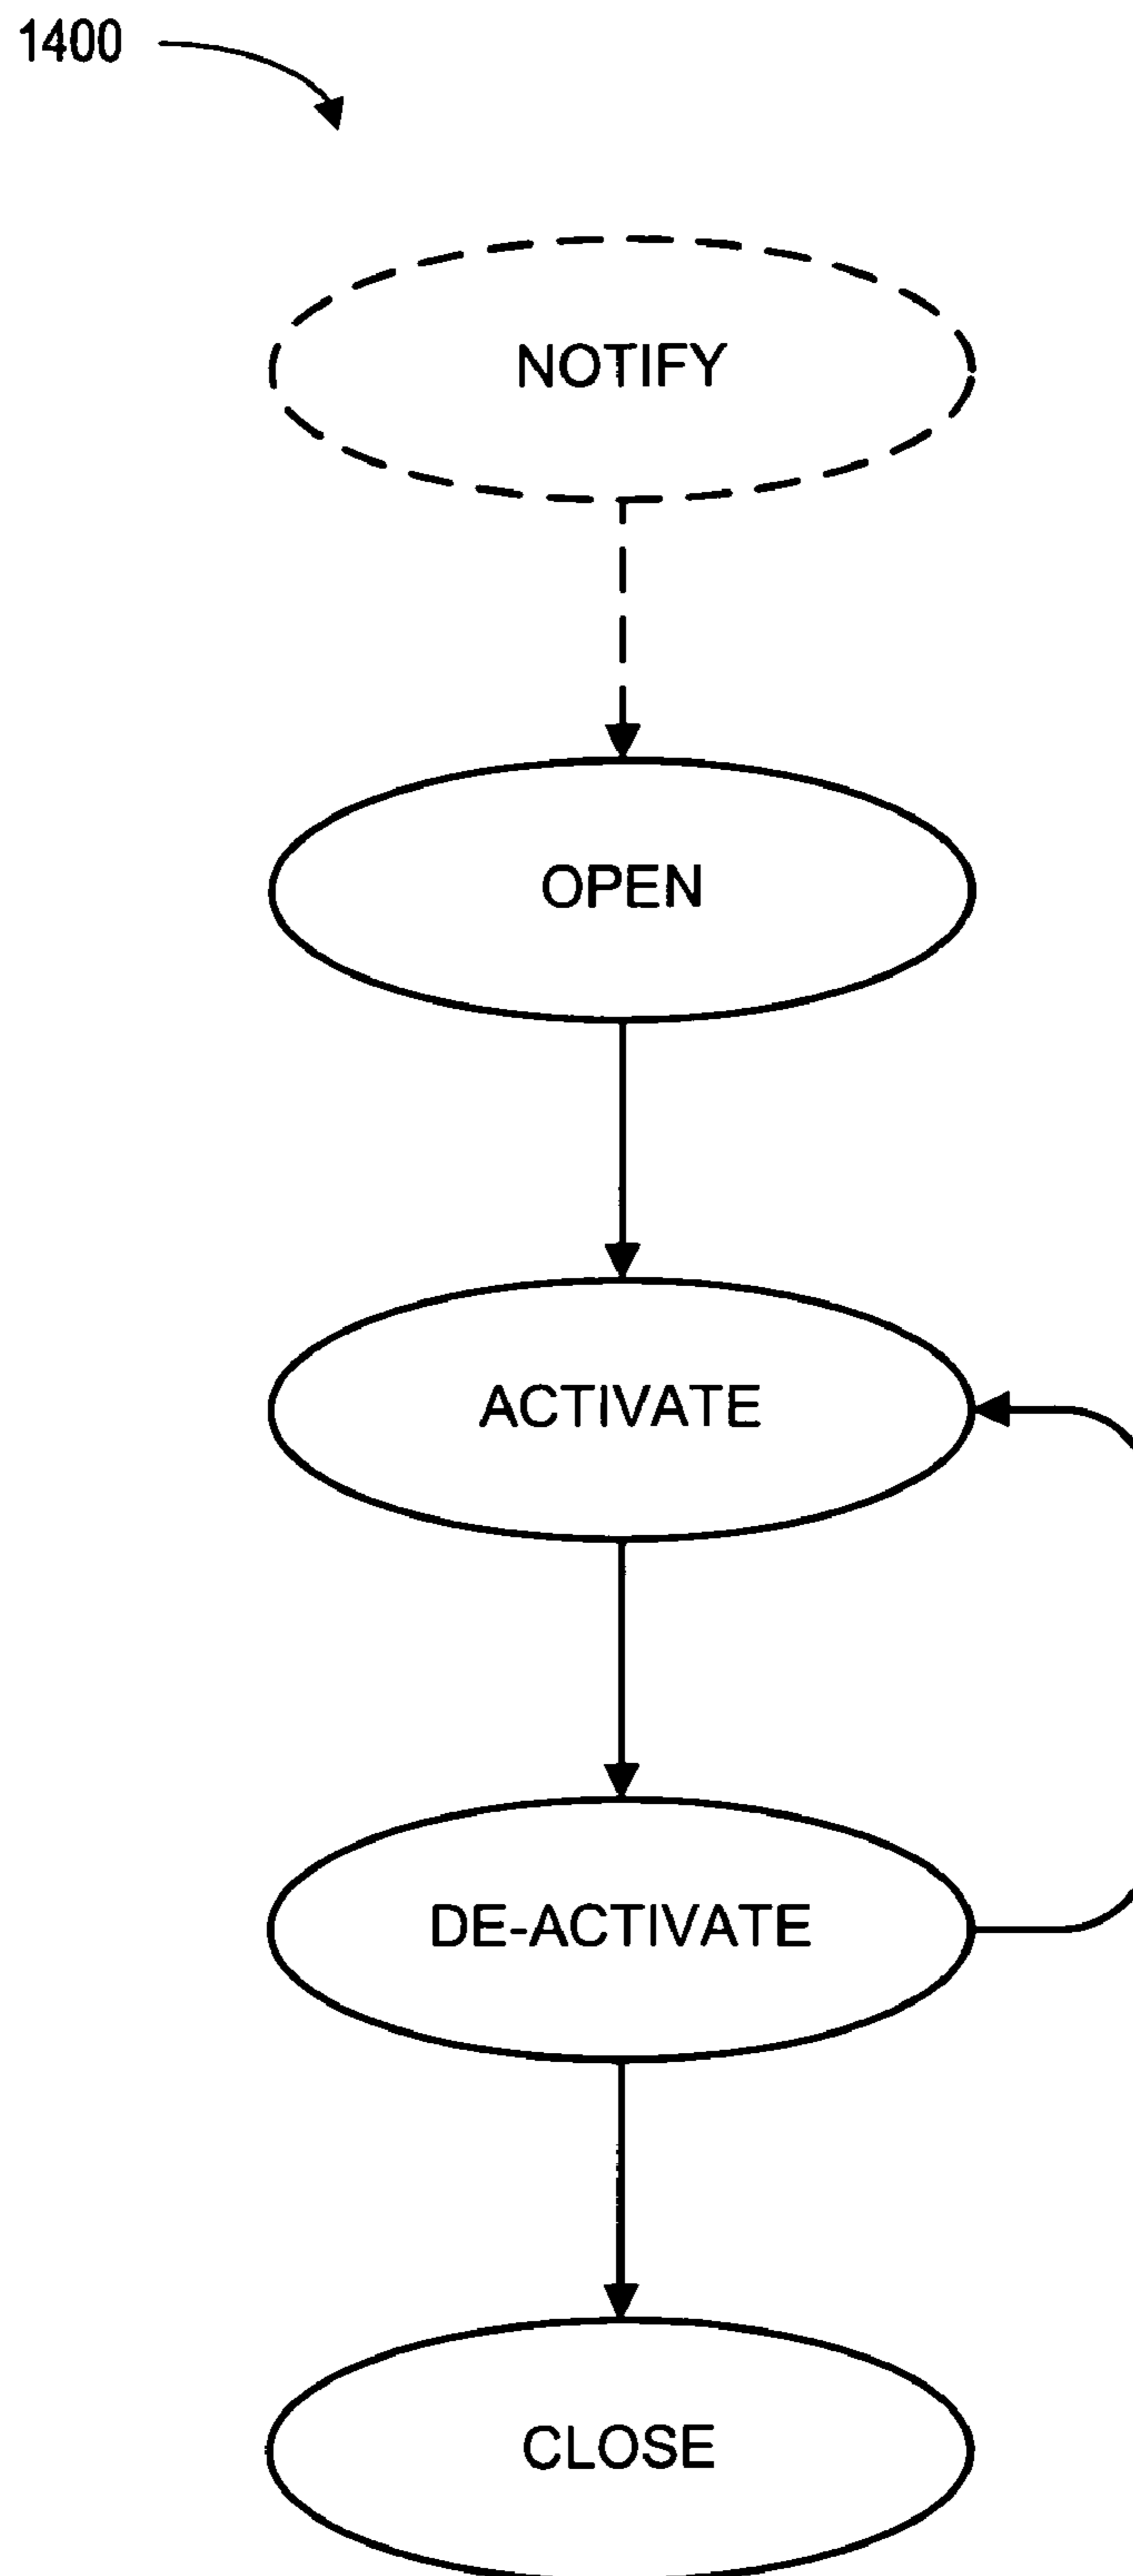 1400
NOTIFY
OPEN
ACTIVATE
DE-ACTIVATE
CLOSE